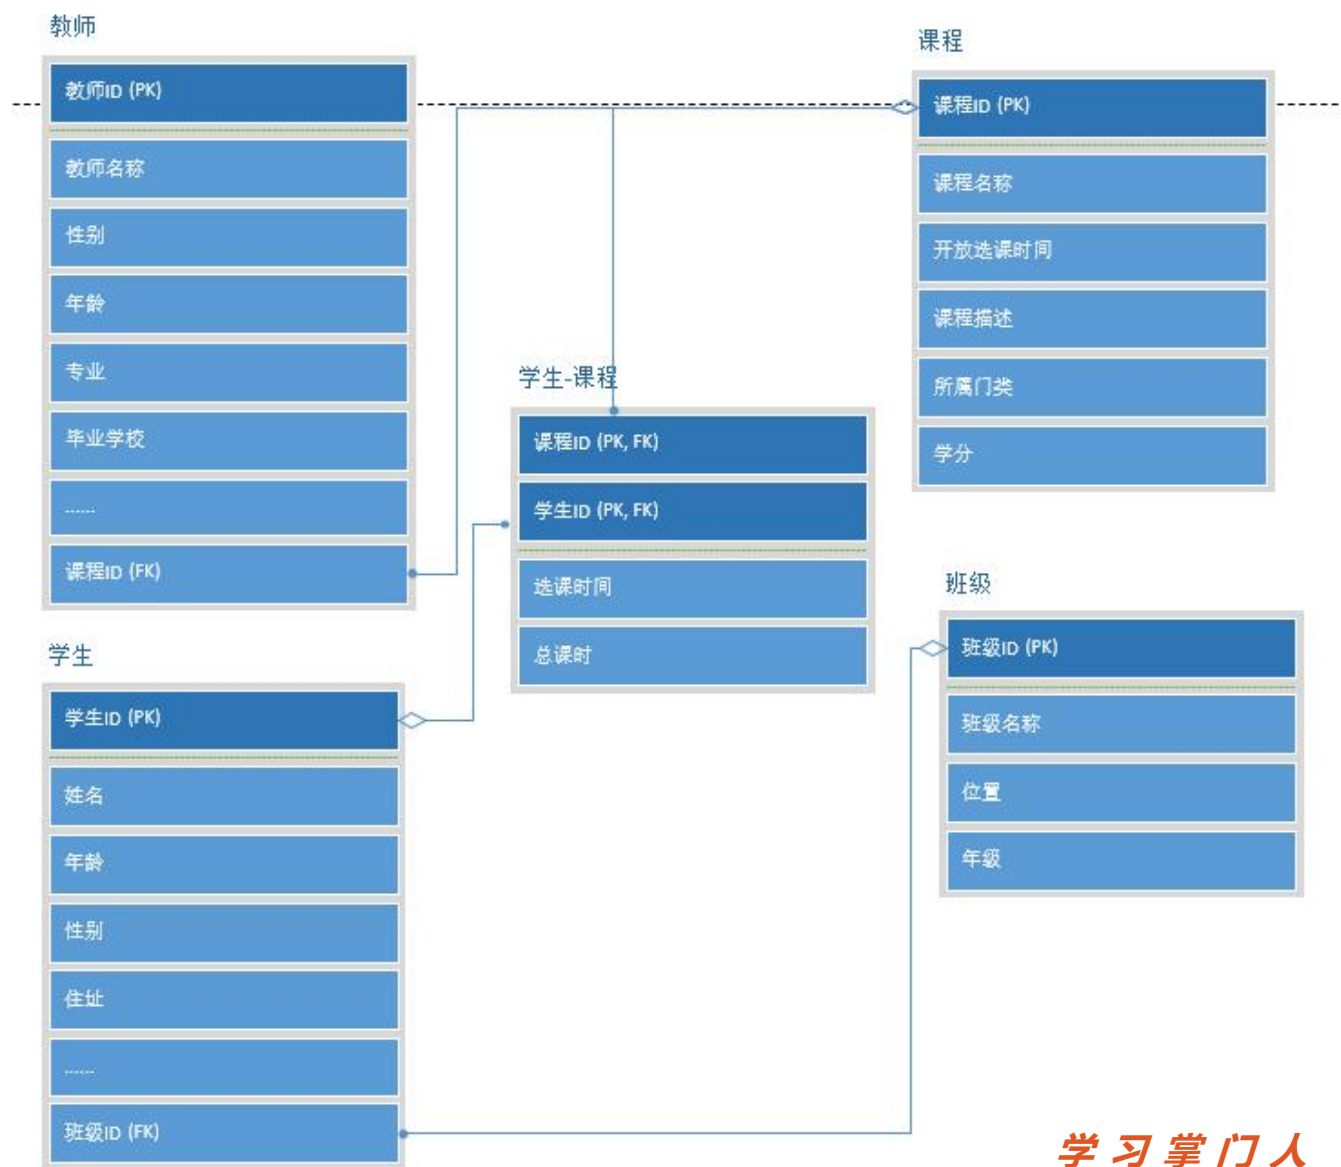 教师
教师ID (PK)
教师名称
性别
年龄
专业
毕业学校
......
课程ID (FK)
课程
课程ID (PK)
课程名称
开放选课时间
课程描述
所属门类
学分
学生-课程
课程ID (PK, FK)
学生ID (PK, FK)
选课时间
总课时
学生
学生ID (PK)
姓名
年龄
性别
住址
......
班级ID (FK)
班级
班级ID (PK)
班级名称
位置
年级
学习掌门人